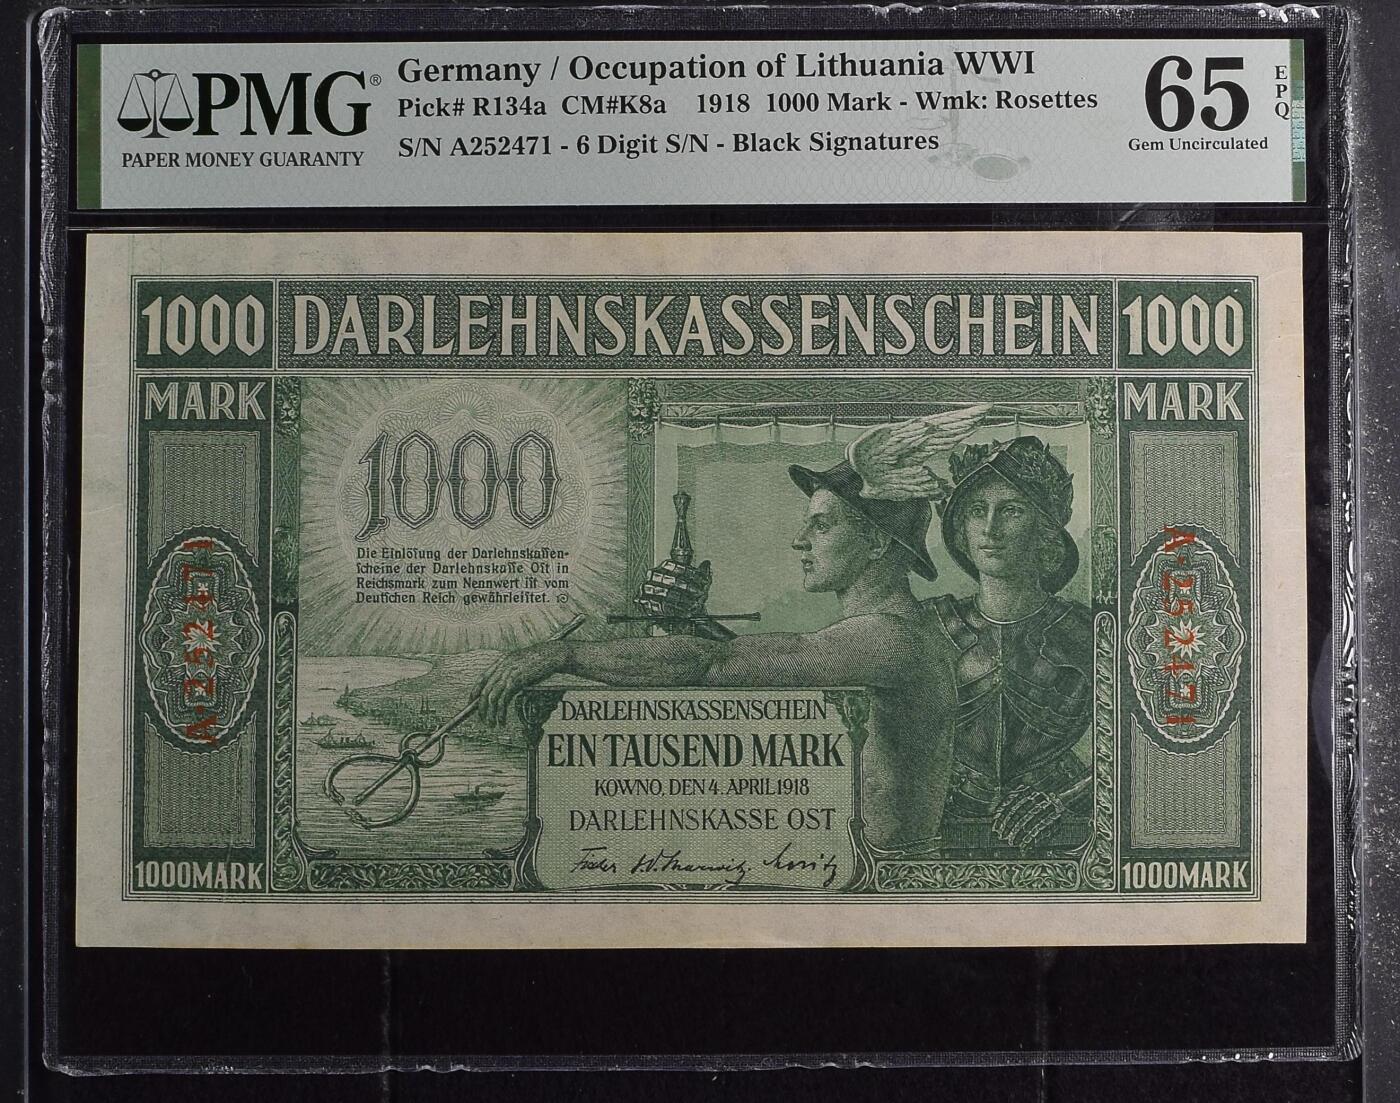 PMG®
PAPER MONEY GUARANTY
Germany / Occupation of Lithuania WWI
Pick# R134a CM#K8a 1918 1000 Mark - Wmk: Rosettes
S/N A252471 - 6 Digit S/N - Black Signatures
65 EPQ
Gem Uncirculated
1000 DARLEHNSKASSENSCHEIN 1000
MARK MARK
1000
Die Einlöſung der Darlehnskaſſen-
ſcheine der Darlehnskaſſe Oſt in
Reichsmark zum Nennwert iſt vom
Deutſchen Reich gewährleiſtet.
A·252471 A·252471
DARLEHNSKASSENSCHEIN
EIN TAUSEND MARK
KOWNO, DEN 4. APRIL 1918
DARLEHNSKASSE OST
1000MARK 1000MARK